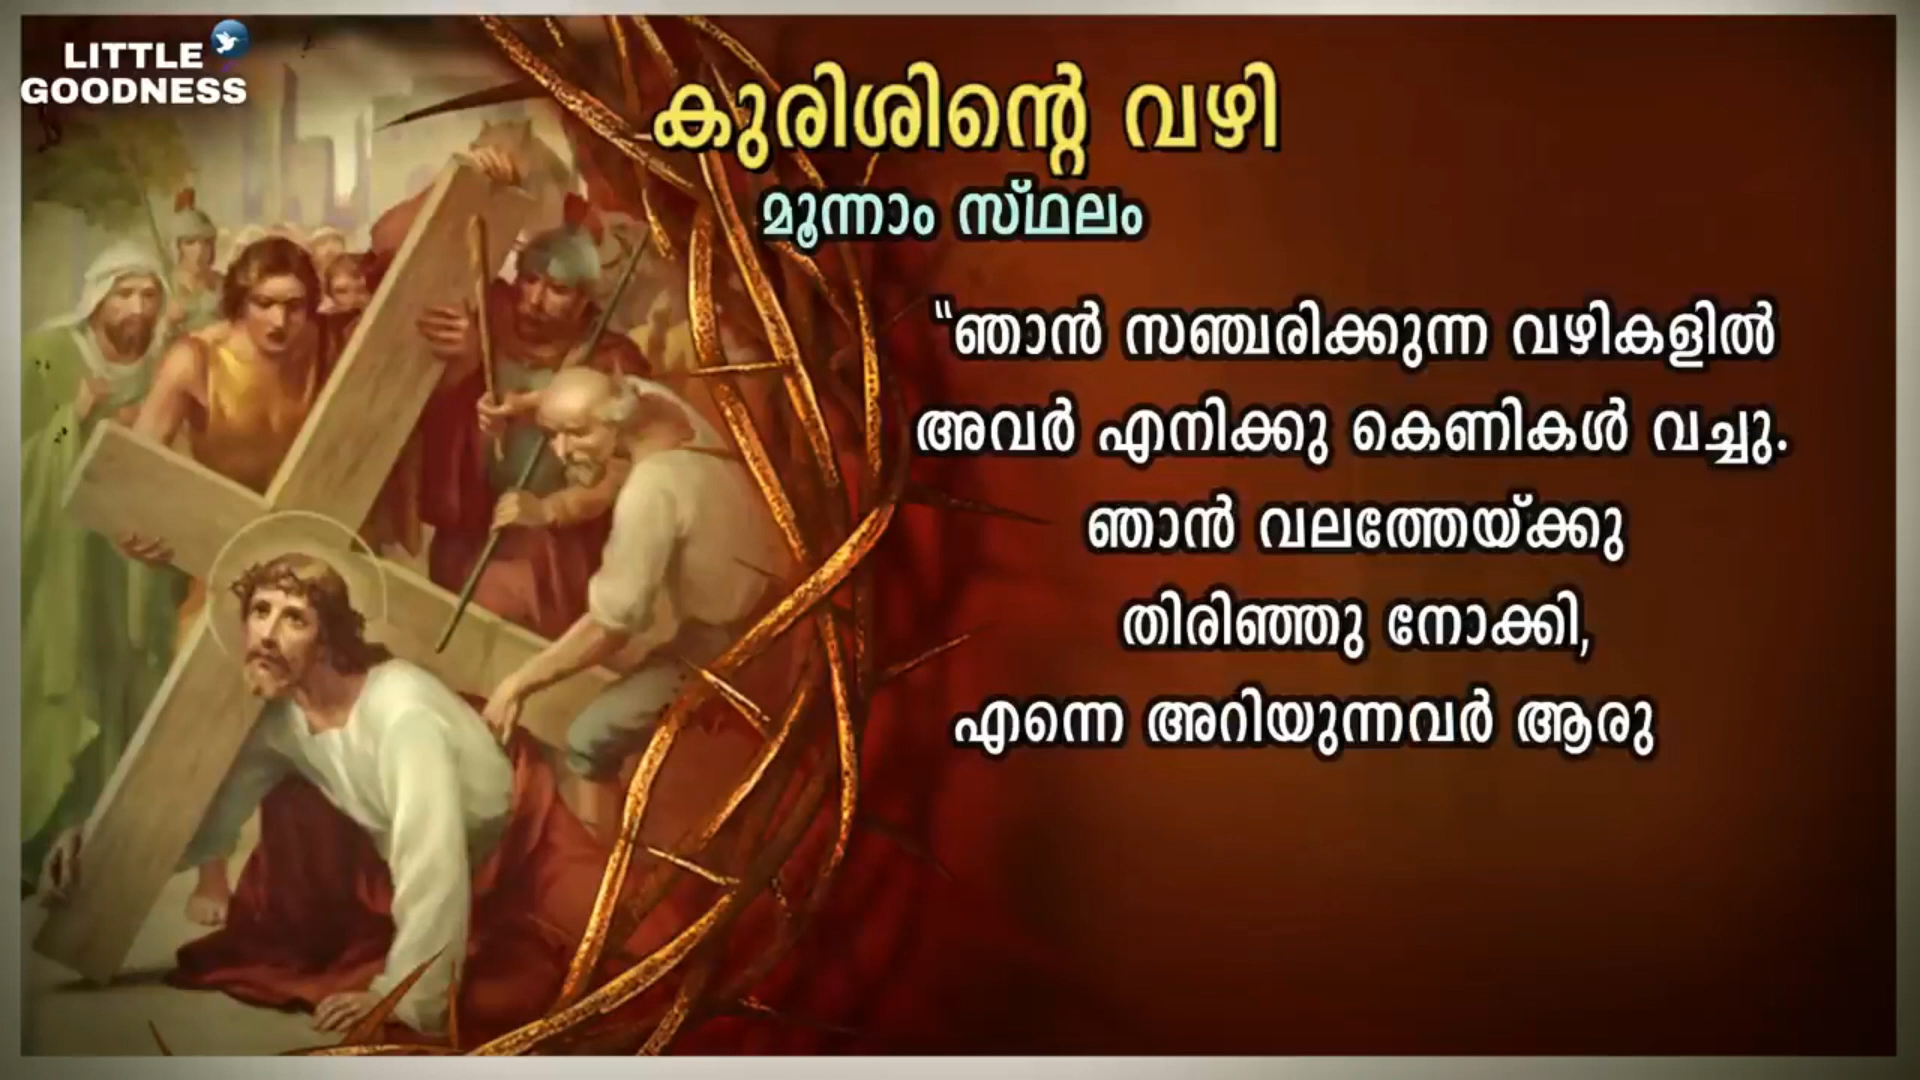 LITTLE
GOODNESS
കുരിശിന്റെ വഴി
മൂന്നാം സ്ഥലം
“ഞാൻ സഞ്ചരിക്കുന്ന വഴികളിൽ
അവർ എനിക്കു കെണികൾ വച്ചു.
ഞാൻ വലത്തേയ്ക്കു
തിരിഞ്ഞു നോക്കി,
എന്നെ അറിയുന്നവർ ആരു